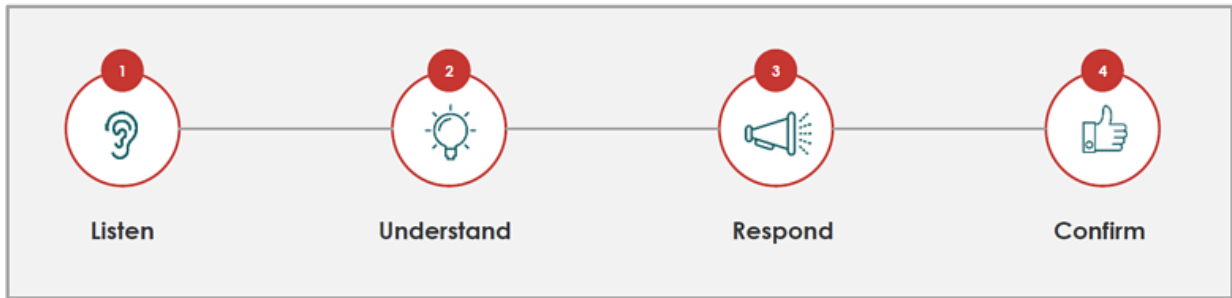 1
2
3
4
Listen
Understand
Respond
Confirm